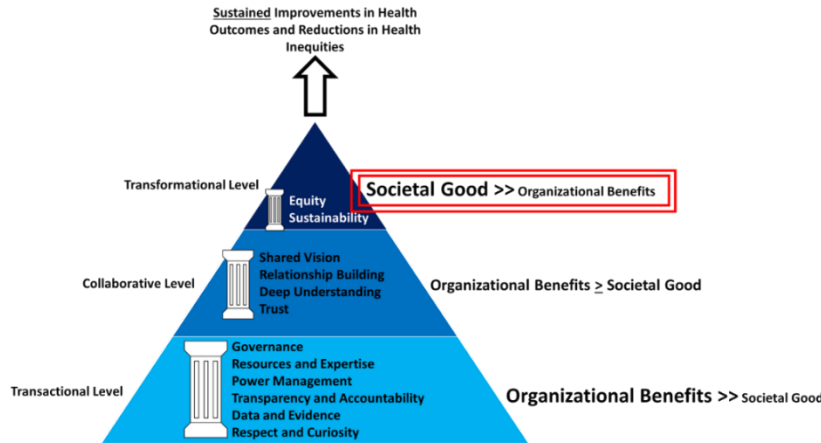 Sustained Improvements in Health
Outcomes and Reductions in Health
Inequities
Transformational Level
Equity
Sustainability
Societal Good >> Organizational Benefits
Collaborative Level
Shared Vision
Relationship Building
Deep Understanding
Trust
Organizational Benefits ≥ Societal Good
Transactional Level
Governance
Resources and Expertise
Power Management
Transparency and Accountability
Data and Evidence
Respect and Curiosity
Organizational Benefits >> Societal Good